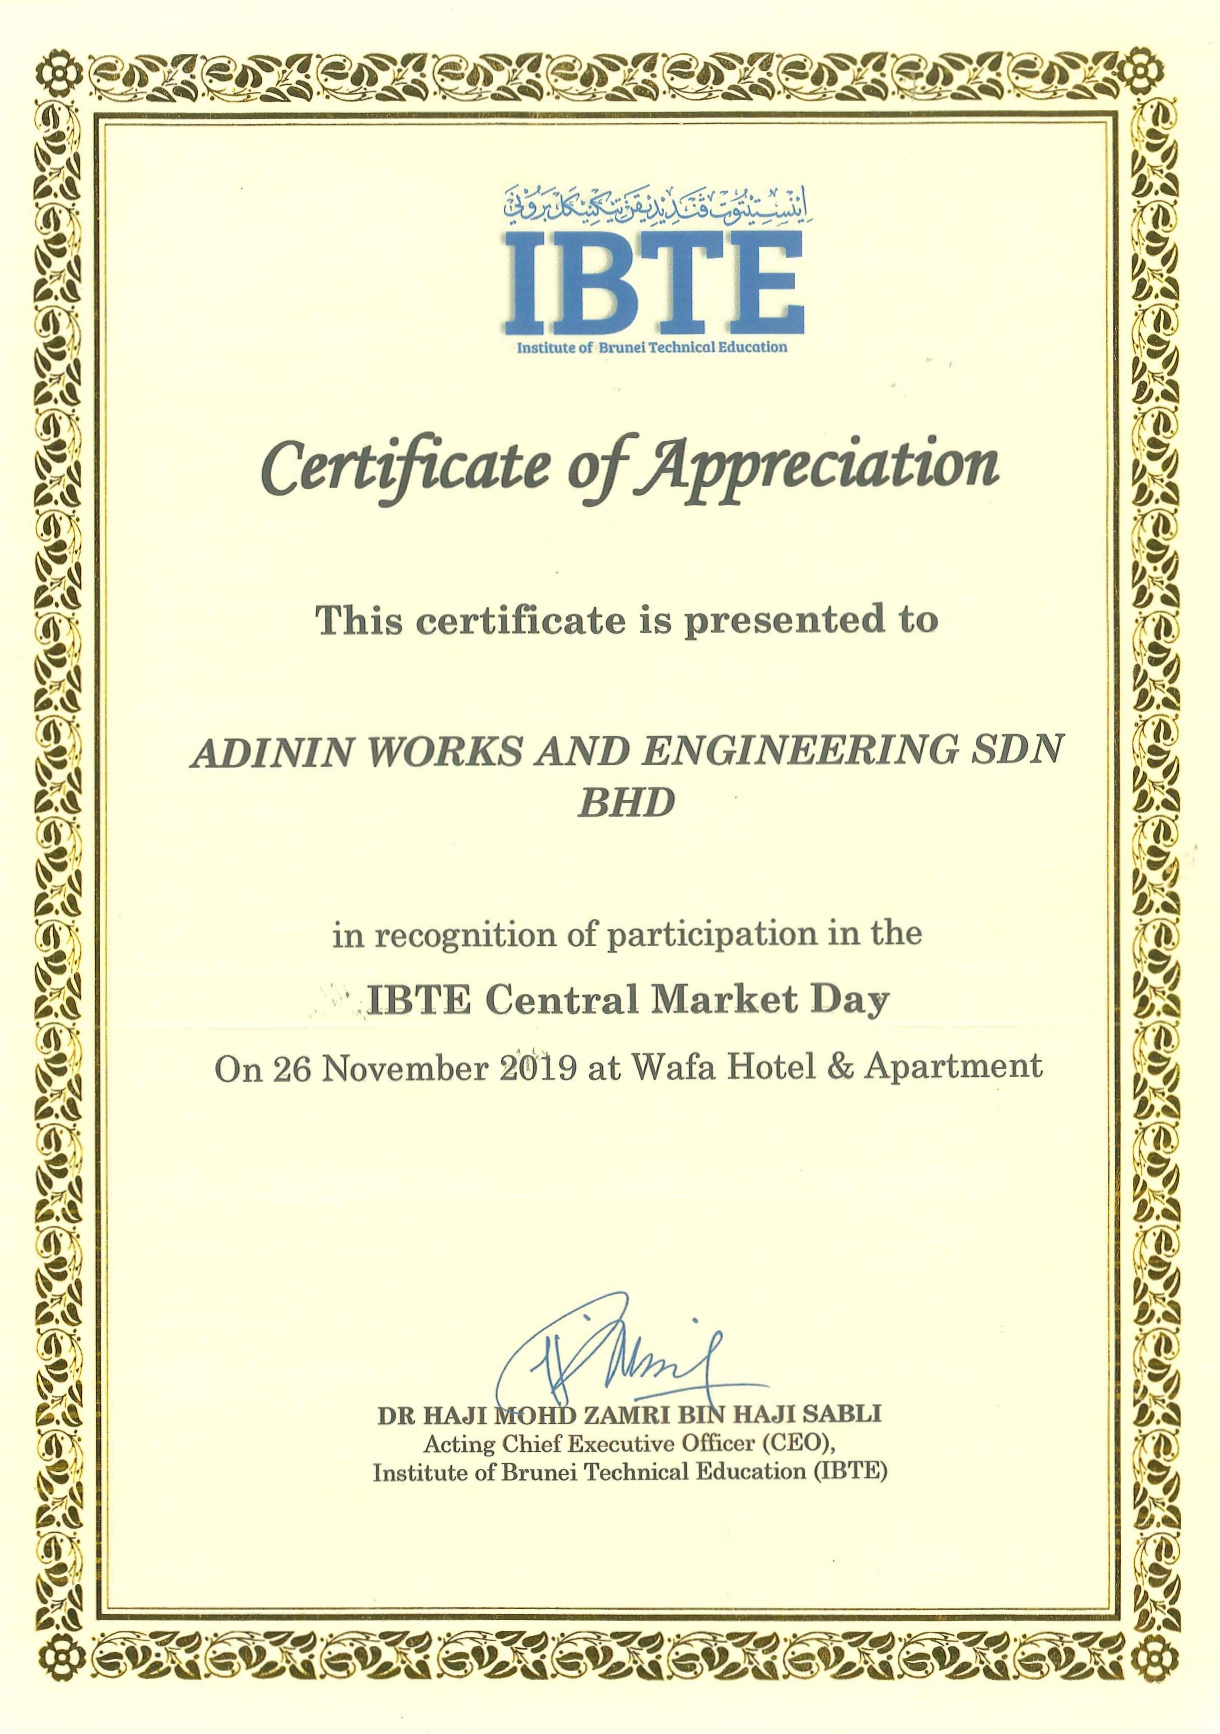 اينستيتوت ڤنديديقن تيكنيكل بروني
IBTE
Institute of Brunei Technical Education
Certificate of Appreciation
This certificate is presented to
ADININ WORKS AND ENGINEERING SDN
BHD
in recognition of participation in the
IBTE Central Market Day
On 26 November 2019 at Wafa Hotel & Apartment
DR HAJI MOHD ZAMRI BIN HAJI SABLI
Acting Chief Executive Officer (CEO),
Institute of Brunei Technical Education (IBTE)